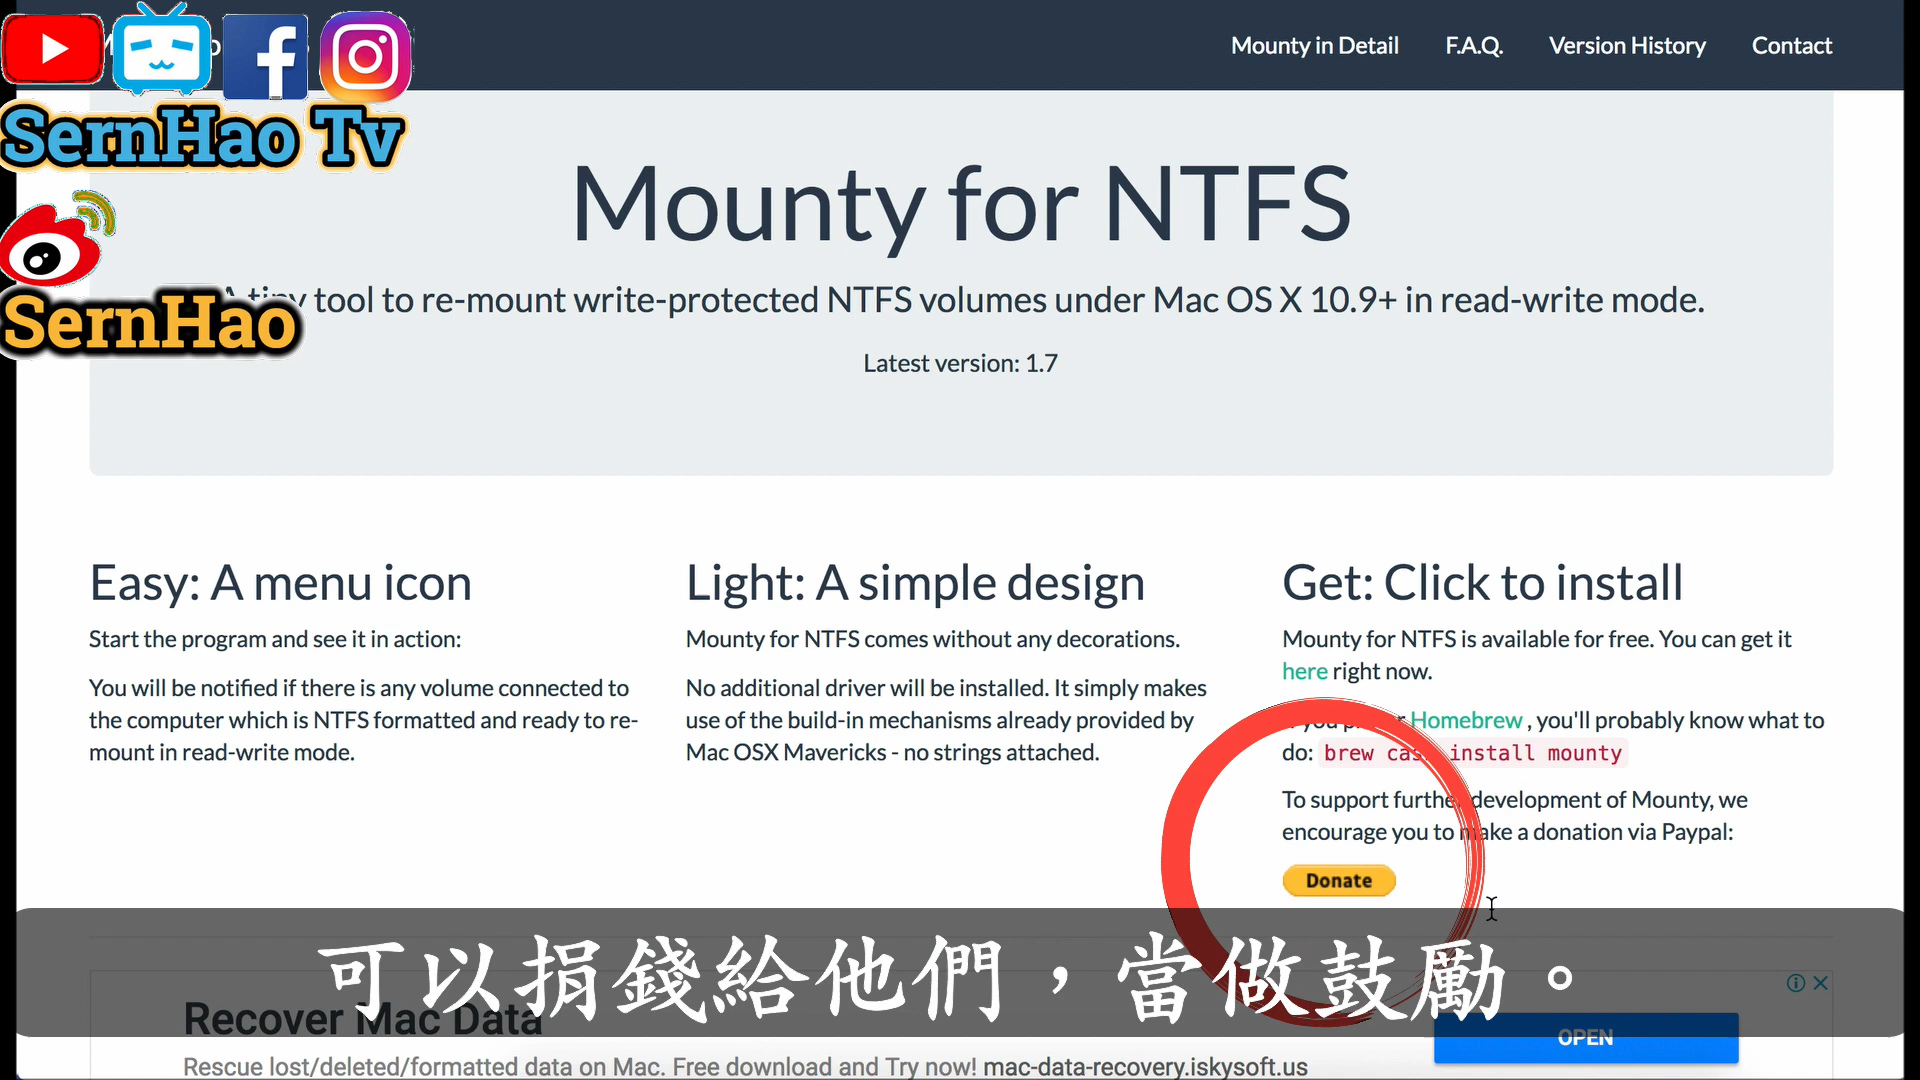 Mounty in Detail F.A.Q. Version History Contact
SernHao Tv
SernHao
Mounty for NTFS
tiny tool to re-mount write-protected NTFS volumes under Mac OS X 10.9+ in read-write mode.
Latest version: 1.7
Easy: A menu icon
Start the program and see it in action:
You will be notified if there is any volume connected to
the computer which is NTFS formatted and ready to re-
mount in read-write mode.
Light: A simple design
Mounty for NTFS comes without any decorations.
No additional driver will be installed. It simply makes
use of the build-in mechanisms already provided by
Mac OSX Mavericks - no strings attached.
Get: Click to install
Mounty for NTFS is available for free. You can get it
here right now.
you Homebrew , you'll probably know what to
do: brew cask install mounty
To support further development of Mounty, we
encourage you to make a donation via Paypal:
Donate
可以捐錢給他們，當做鼓勵。
Recover Mac Data
Rescue lost/deleted/formatted data on Mac. Free download and Try now! mac-data-recovery.iskysoft.us
OPEN